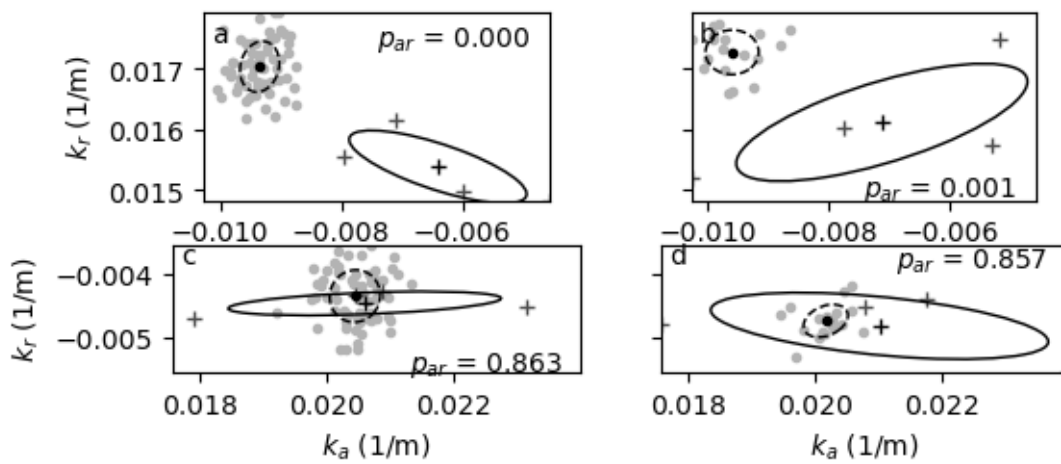 a
p_ar = 0.000
0.017
0.016
0.015
k_r (1/m)
−0.010
−0.008
−0.006
b
p_ar = 0.001
−0.010
−0.008
−0.006
c
p_ar = 0.863
−0.004
−0.005
k_r (1/m)
0.018
0.020
0.022
k_a (1/m)
d
p_ar = 0.857
0.018
0.020
0.022
k_a (1/m)